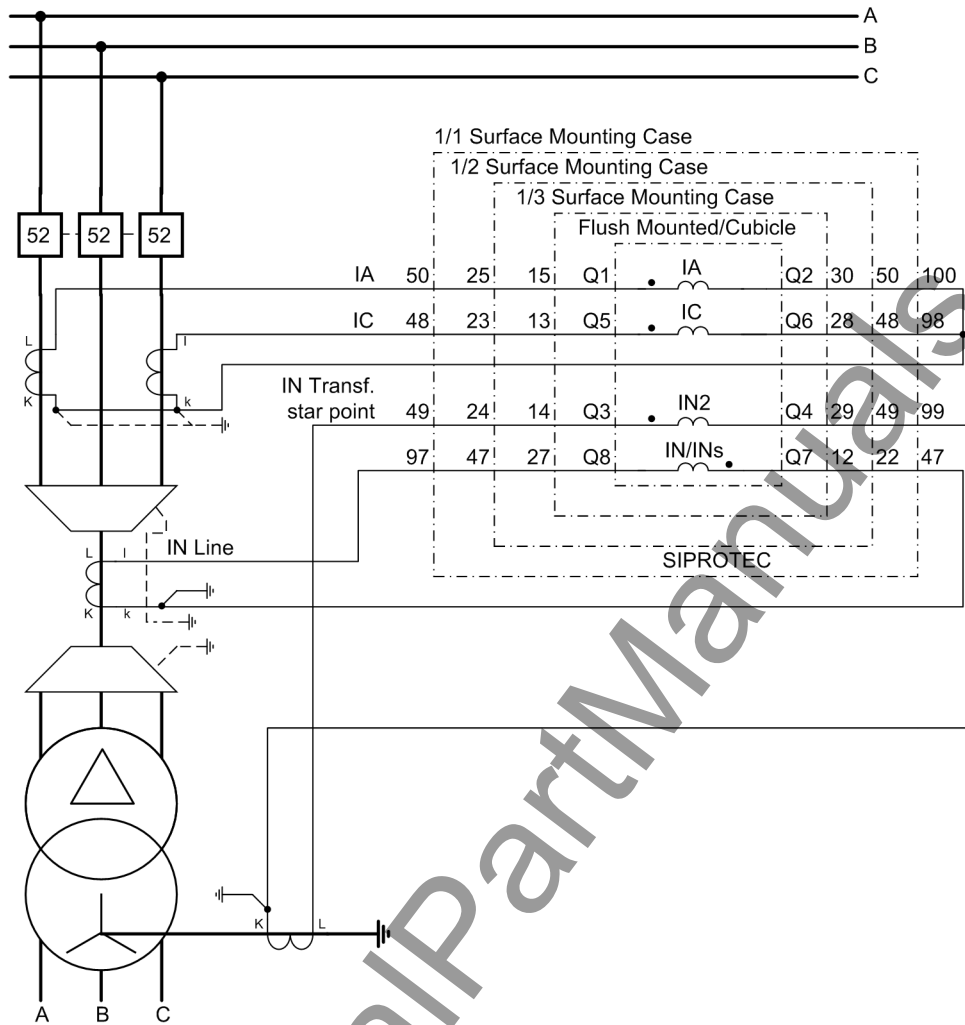 A
B
C
1/1 Surface Mounting Case
1/2 Surface Mounting Case
1/3 Surface Mounting Case
Flush Mounted/Cubicle
52 52 52
IA 50 25 15 Q1 IA Q2 30 50 100
IC 48 23 13 Q5 IC Q6 28 48 98
L l
K k
IN Transf.
star point 49 24 14 Q3 IN2 Q4 29 49 99
97 47 27 Q8 IN/INs Q7 12 22 47
IN Line
L l
K k
SIPROTEC
K L
A B C